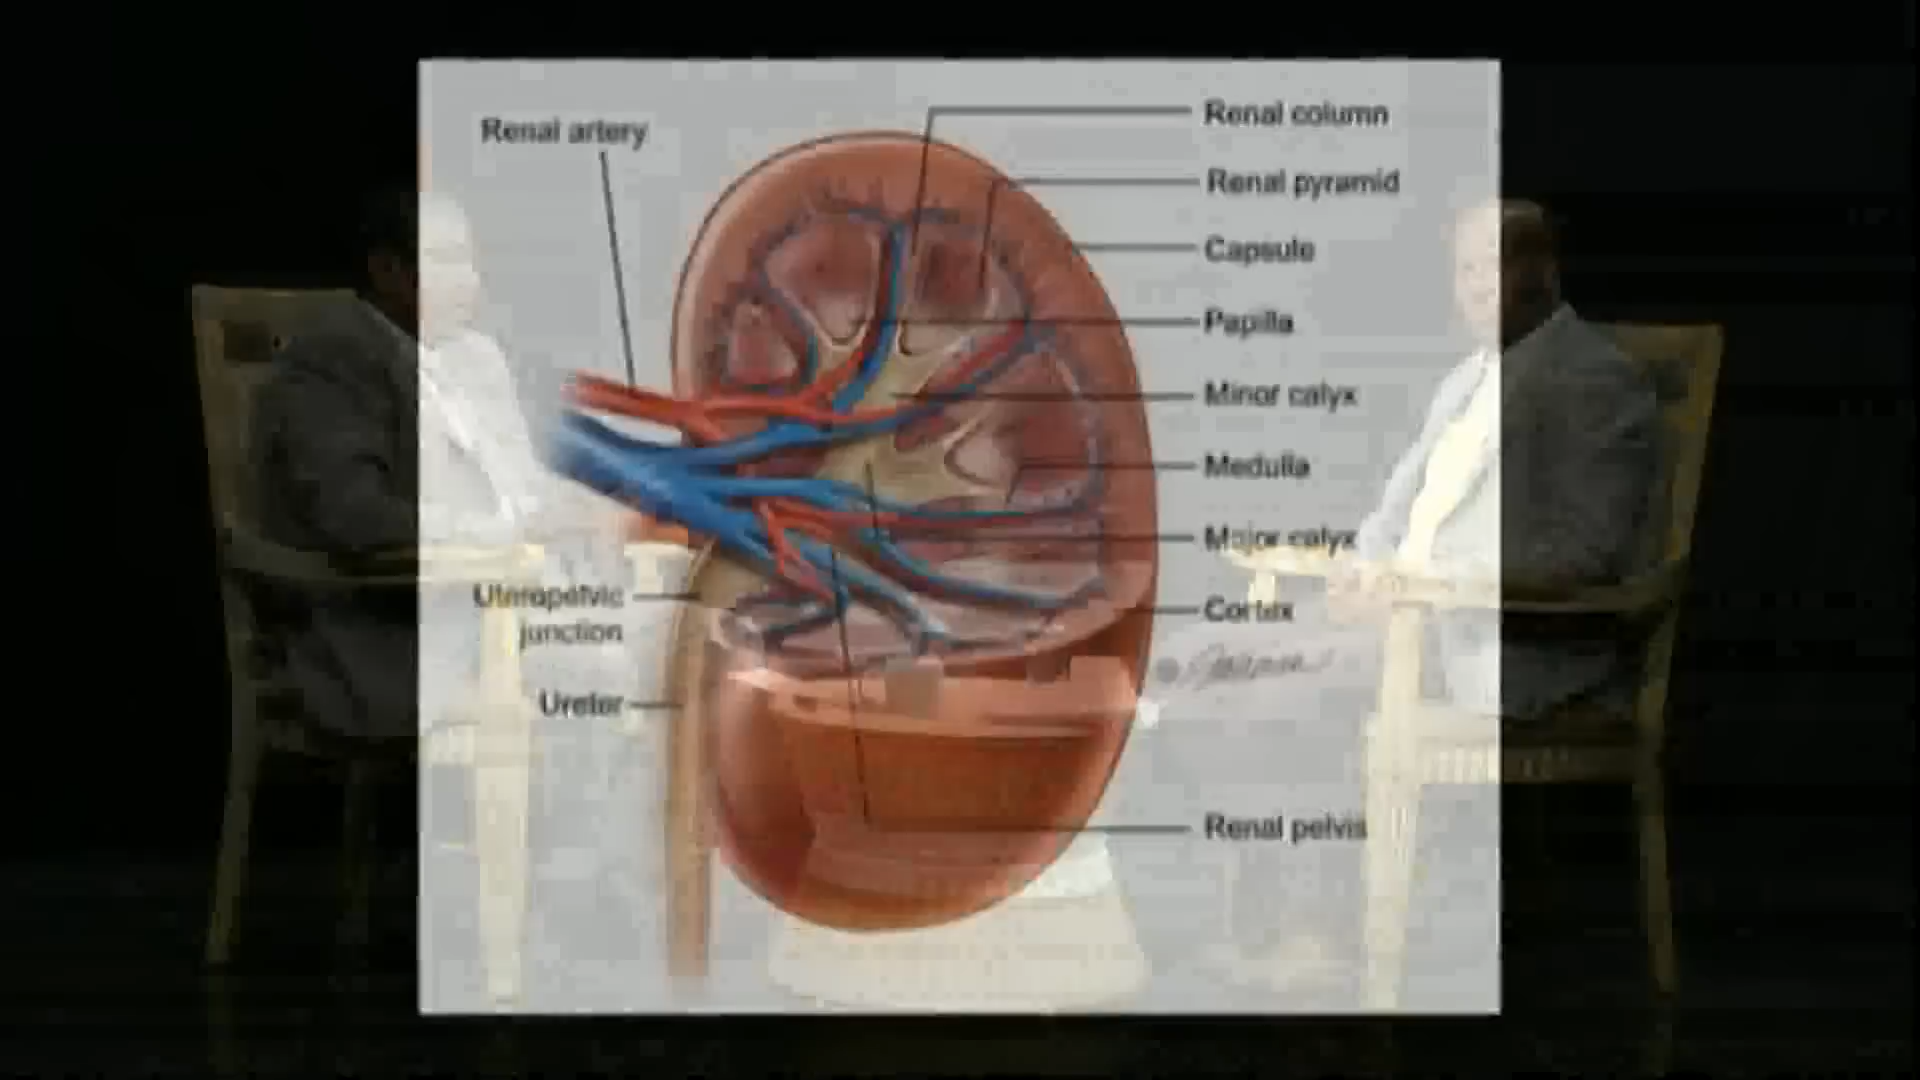 Renal artery
Renal column
Renal pyramid
Capsule
Papilla
Minor calyx
Medulla
Major calyx
Cortex
Ureteropelvic
junction
Ureter
Renal pelvis